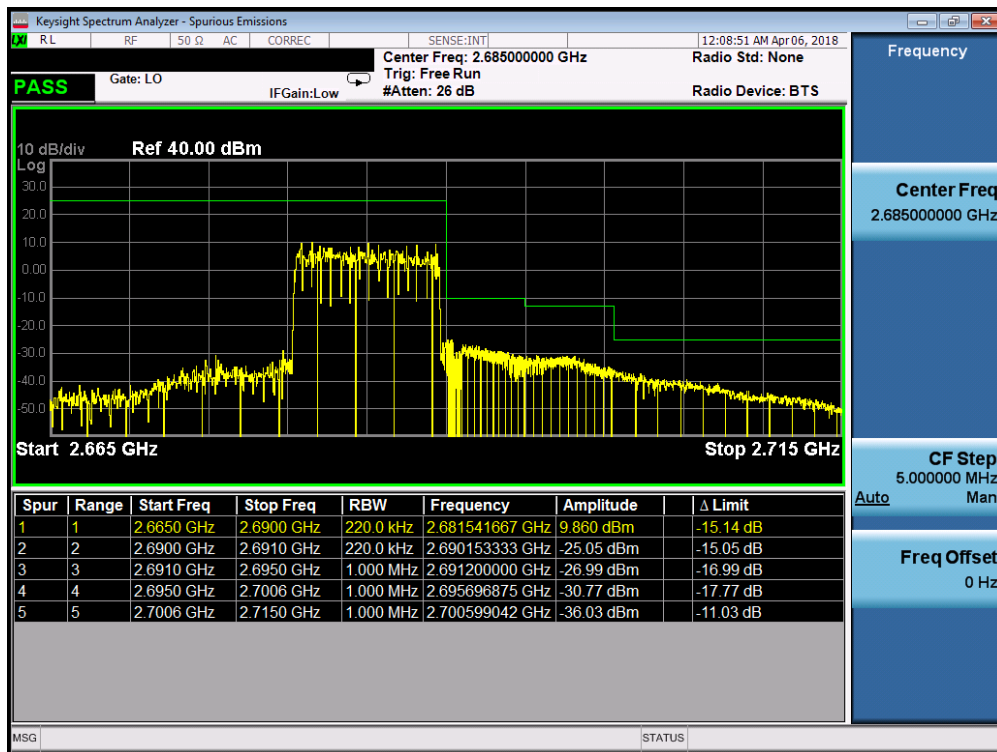 Keysight Spectrum Analyzer - Spurious Emissions
LXI RL RF 50 Ω AC CORREC SENSE:INT 12:08:51 AM Apr 06, 2018
Center Freq: 2.685000000 GHz Radio Std: None
PASS Gate: LO Trig: Free Run
IFGain:Low #Atten: 26 dB Radio Device: BTS
10 dB/div Ref 40.00 dBm
Log
30.0
20.0
10.0
0.00
-10.0
-20.0
-30.0
-40.0
-50.0
Start 2.665 GHz Stop 2.715 GHz
Spur Range Start Freq Stop Freq RBW Frequency Amplitude Δ Limit
1 1 2.6650 GHz 2.6900 GHz 220.0 kHz 2.681541667 GHz 9.860 dBm -15.14 dB
2 2 2.6900 GHz 2.6910 GHz 220.0 kHz 2.690153333 GHz -25.05 dBm -15.05 dB
3 3 2.6910 GHz 2.6950 GHz 1.000 MHz 2.691200000 GHz -26.99 dBm -16.99 dB
4 4 2.6950 GHz 2.7006 GHz 1.000 MHz 2.695696875 GHz -30.77 dBm -17.77 dB
5 5 2.7006 GHz 2.7150 GHz 1.000 MHz 2.700599042 GHz -36.03 dBm -11.03 dB
MSG STATUS
Frequency
Center Freq
2.685000000 GHz
CF Step
5.000000 MHz
Auto Man
Freq Offset
0 Hz